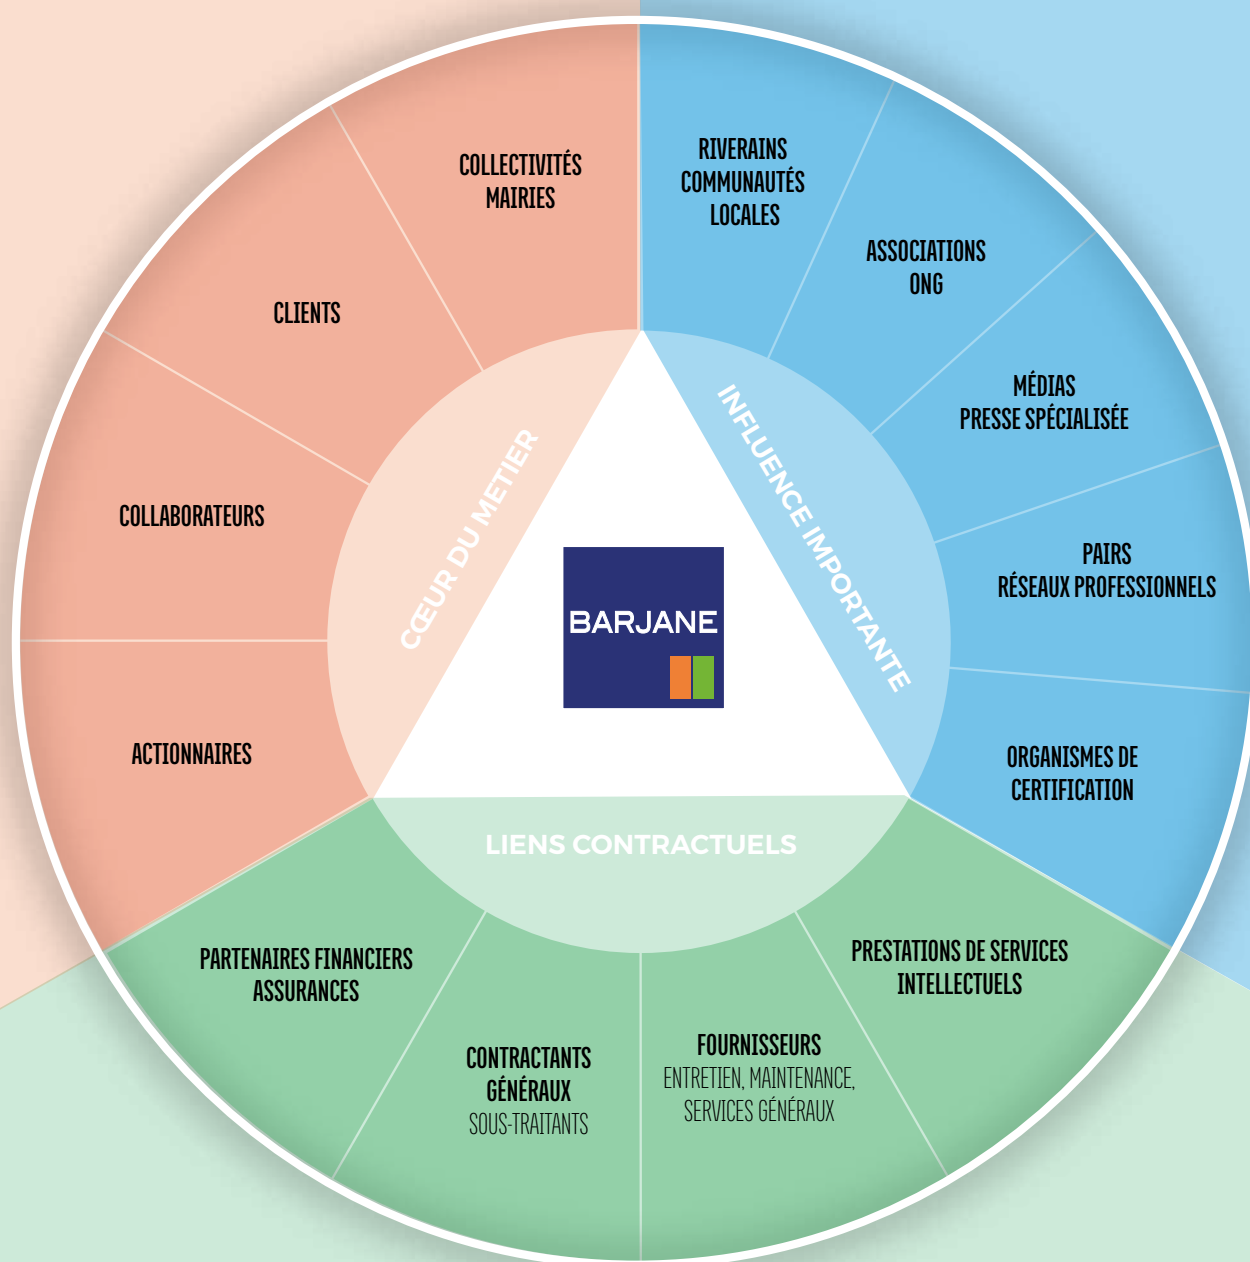 COLLECTIVITÉS
MAIRIES
CLIENTS
COLLABORATEURS
ACTIONNAIRES
CŒUR DU METIER
RIVERAINS
COMMUNAUTÉS
LOCALES
ASSOCIATIONS
ONG
MÉDIAS
PRESSE SPÉCIALISÉE
PAIRS
RÉSEAUX PROFESSIONNELS
ORGANISMES DE
CERTIFICATION
INFLUENCE IMPORTANTE
BARJANE
LIENS CONTRACTUELS
PARTENAIRES FINANCIERS
ASSURANCES
CONTRACTANTS
GÉNÉRAUX
SOUS-TRAITANTS
FOURNISSEURS
ENTRETIEN, MAINTENANCE,
SERVICES GÉNÉRAUX
PRESTATIONS DE SERVICES
INTELLECTUELS